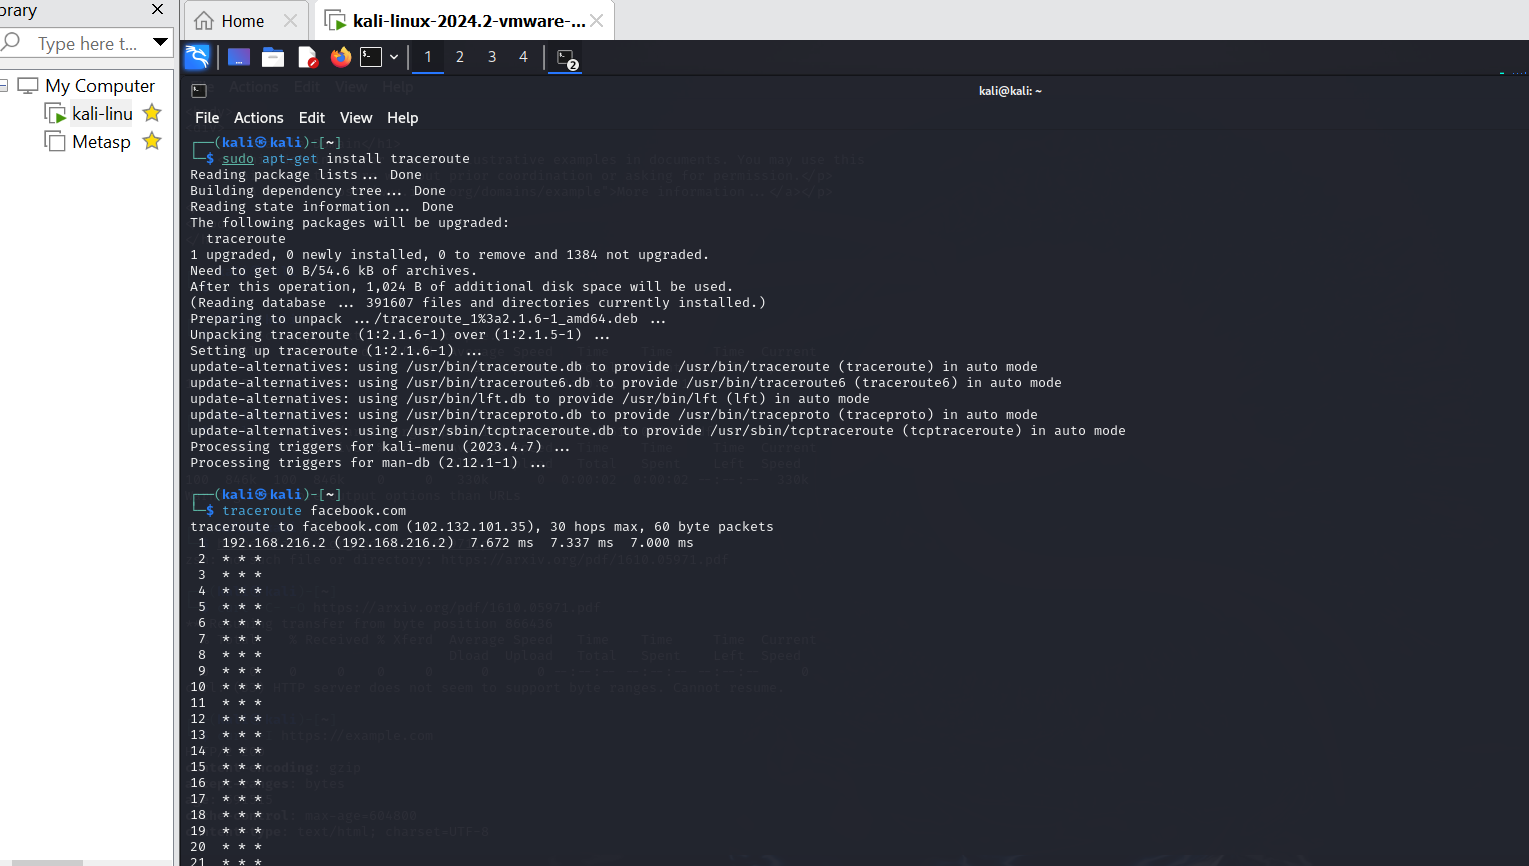 brary
Type here t...
My Computer
kali-linu
Metasp
Home
kali-linux-2024.2-vmware-...
1 2 3 4 2
kali@kali: ~
File Actions Edit View Help
┌──(kali㉿kali)-[~]
└─$ sudo apt-get install traceroute
Reading package lists... Done
Building dependency tree... Done
Reading state information... Done
The following packages will be upgraded:
traceroute
1 upgraded, 0 newly installed, 0 to remove and 1384 not upgraded.
Need to get 0 B/54.6 kB of archives.
After this operation, 1,024 B of additional disk space will be used.
(Reading database ... 391607 files and directories currently installed.)
Preparing to unpack .../traceroute_1%3a2.1.6-1_amd64.deb ...
Unpacking traceroute (1:2.1.6-1) over (1:2.1.5-1) ...
Setting up traceroute (1:2.1.6-1) ...
update-alternatives: using /usr/bin/traceroute.db to provide /usr/bin/traceroute (traceroute) in auto mode
update-alternatives: using /usr/bin/traceroute6.db to provide /usr/bin/traceroute6 (traceroute6) in auto mode
update-alternatives: using /usr/bin/lft.db to provide /usr/bin/lft (lft) in auto mode
update-alternatives: using /usr/bin/traceproto.db to provide /usr/bin/traceproto (traceproto) in auto mode
update-alternatives: using /usr/sbin/tcptraceroute.db to provide /usr/sbin/tcptraceroute (tcptraceroute) in auto mode
Processing triggers for kali-menu (2023.4.7) ...
Processing triggers for man-db (2.12.1-1) ...
┌──(kali㉿kali)-[~]
└─$ traceroute facebook.com
traceroute to facebook.com (102.132.101.35), 30 hops max, 60 byte packets
1 192.168.216.2 (192.168.216.2) 7.672 ms 7.337 ms 7.000 ms
2 * * *
3 * * *
4 * * *
5 * * *
6 * * *
7 * * *
8 * * *
9 * * *
10 * * *
11 * * *
12 * * *
13 * * *
14 * * *
15 * * *
16 * * *
17 * * *
18 * * *
19 * * *
20 * * *
21 * * *